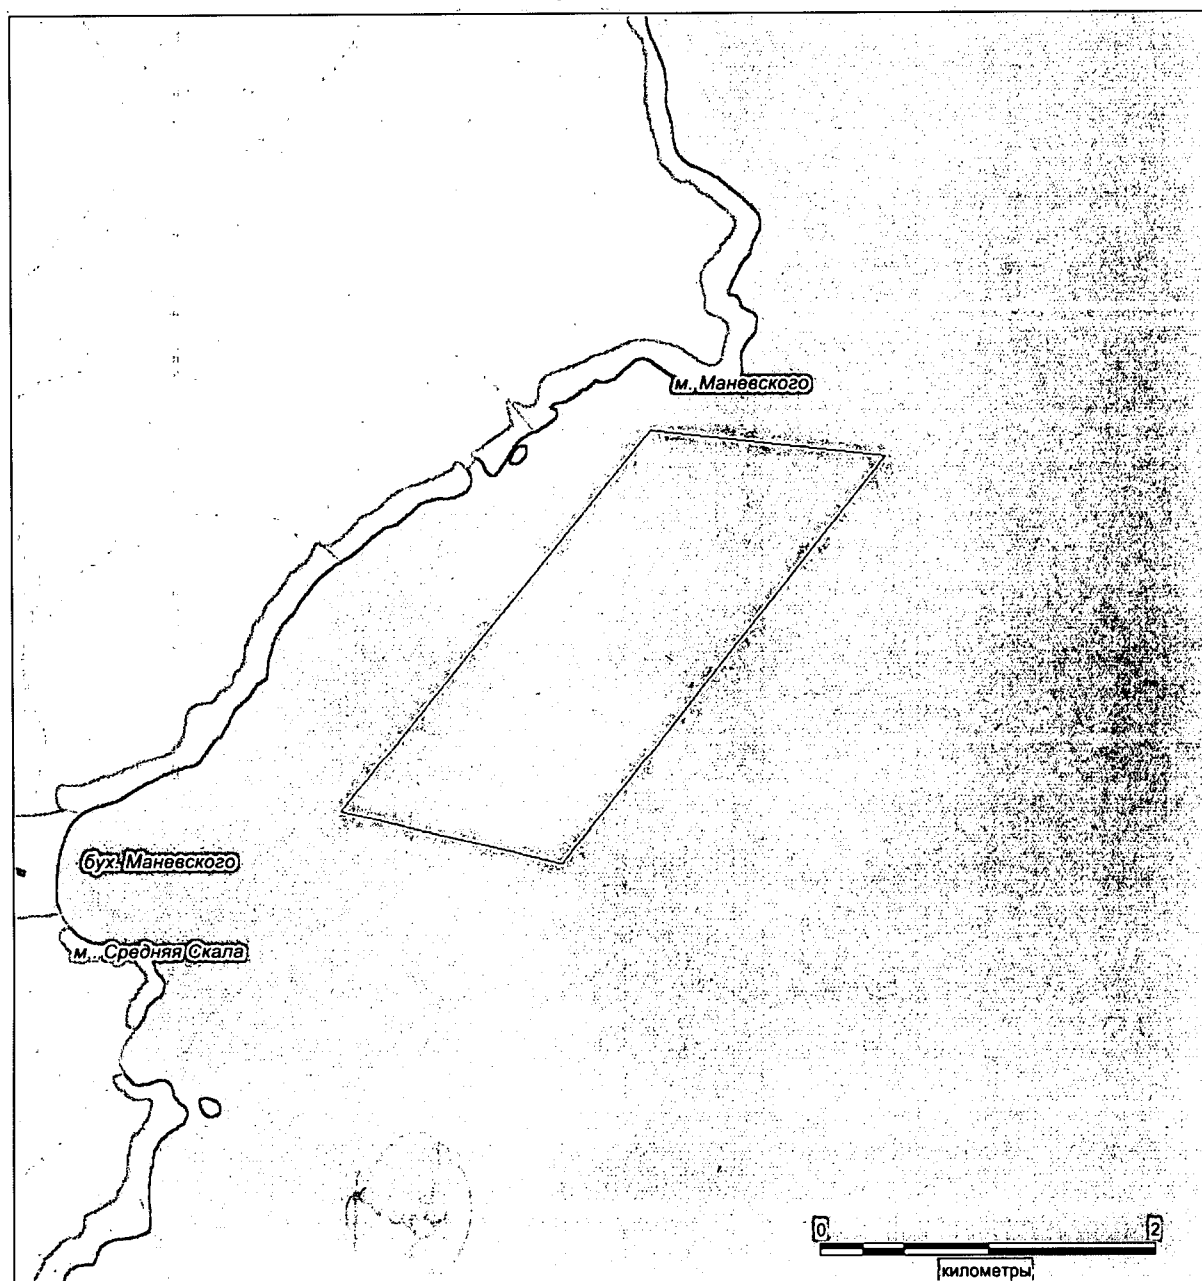 м. Маневского
бух. Маневского
м. Средняя Скала
0 2
километры